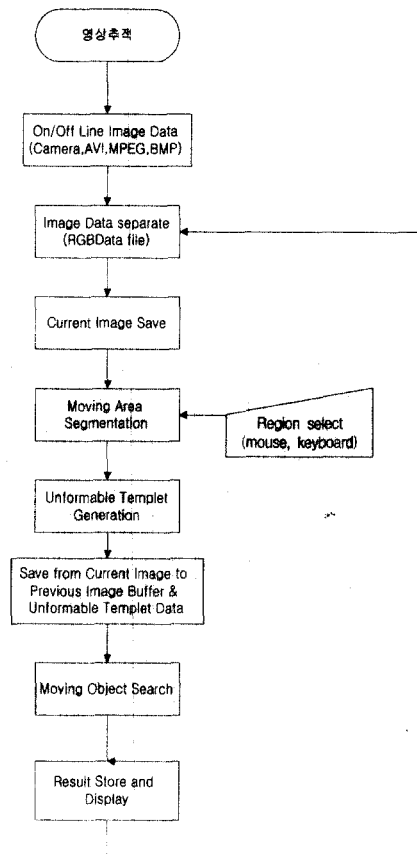 영상추적
On/Off Line Image Data
(Camera,AVI,MPEG,BMP)
Image Data separate
(RGBData file)
Current Image Save
Moving Area
Segmentation
Region select
(mouse, keyboard)
Unformable Templet
Generation
Save from Current Image to
Previous Image Buffer &
Unformable Templet Data
Moving Object Search
Result Store and
Display